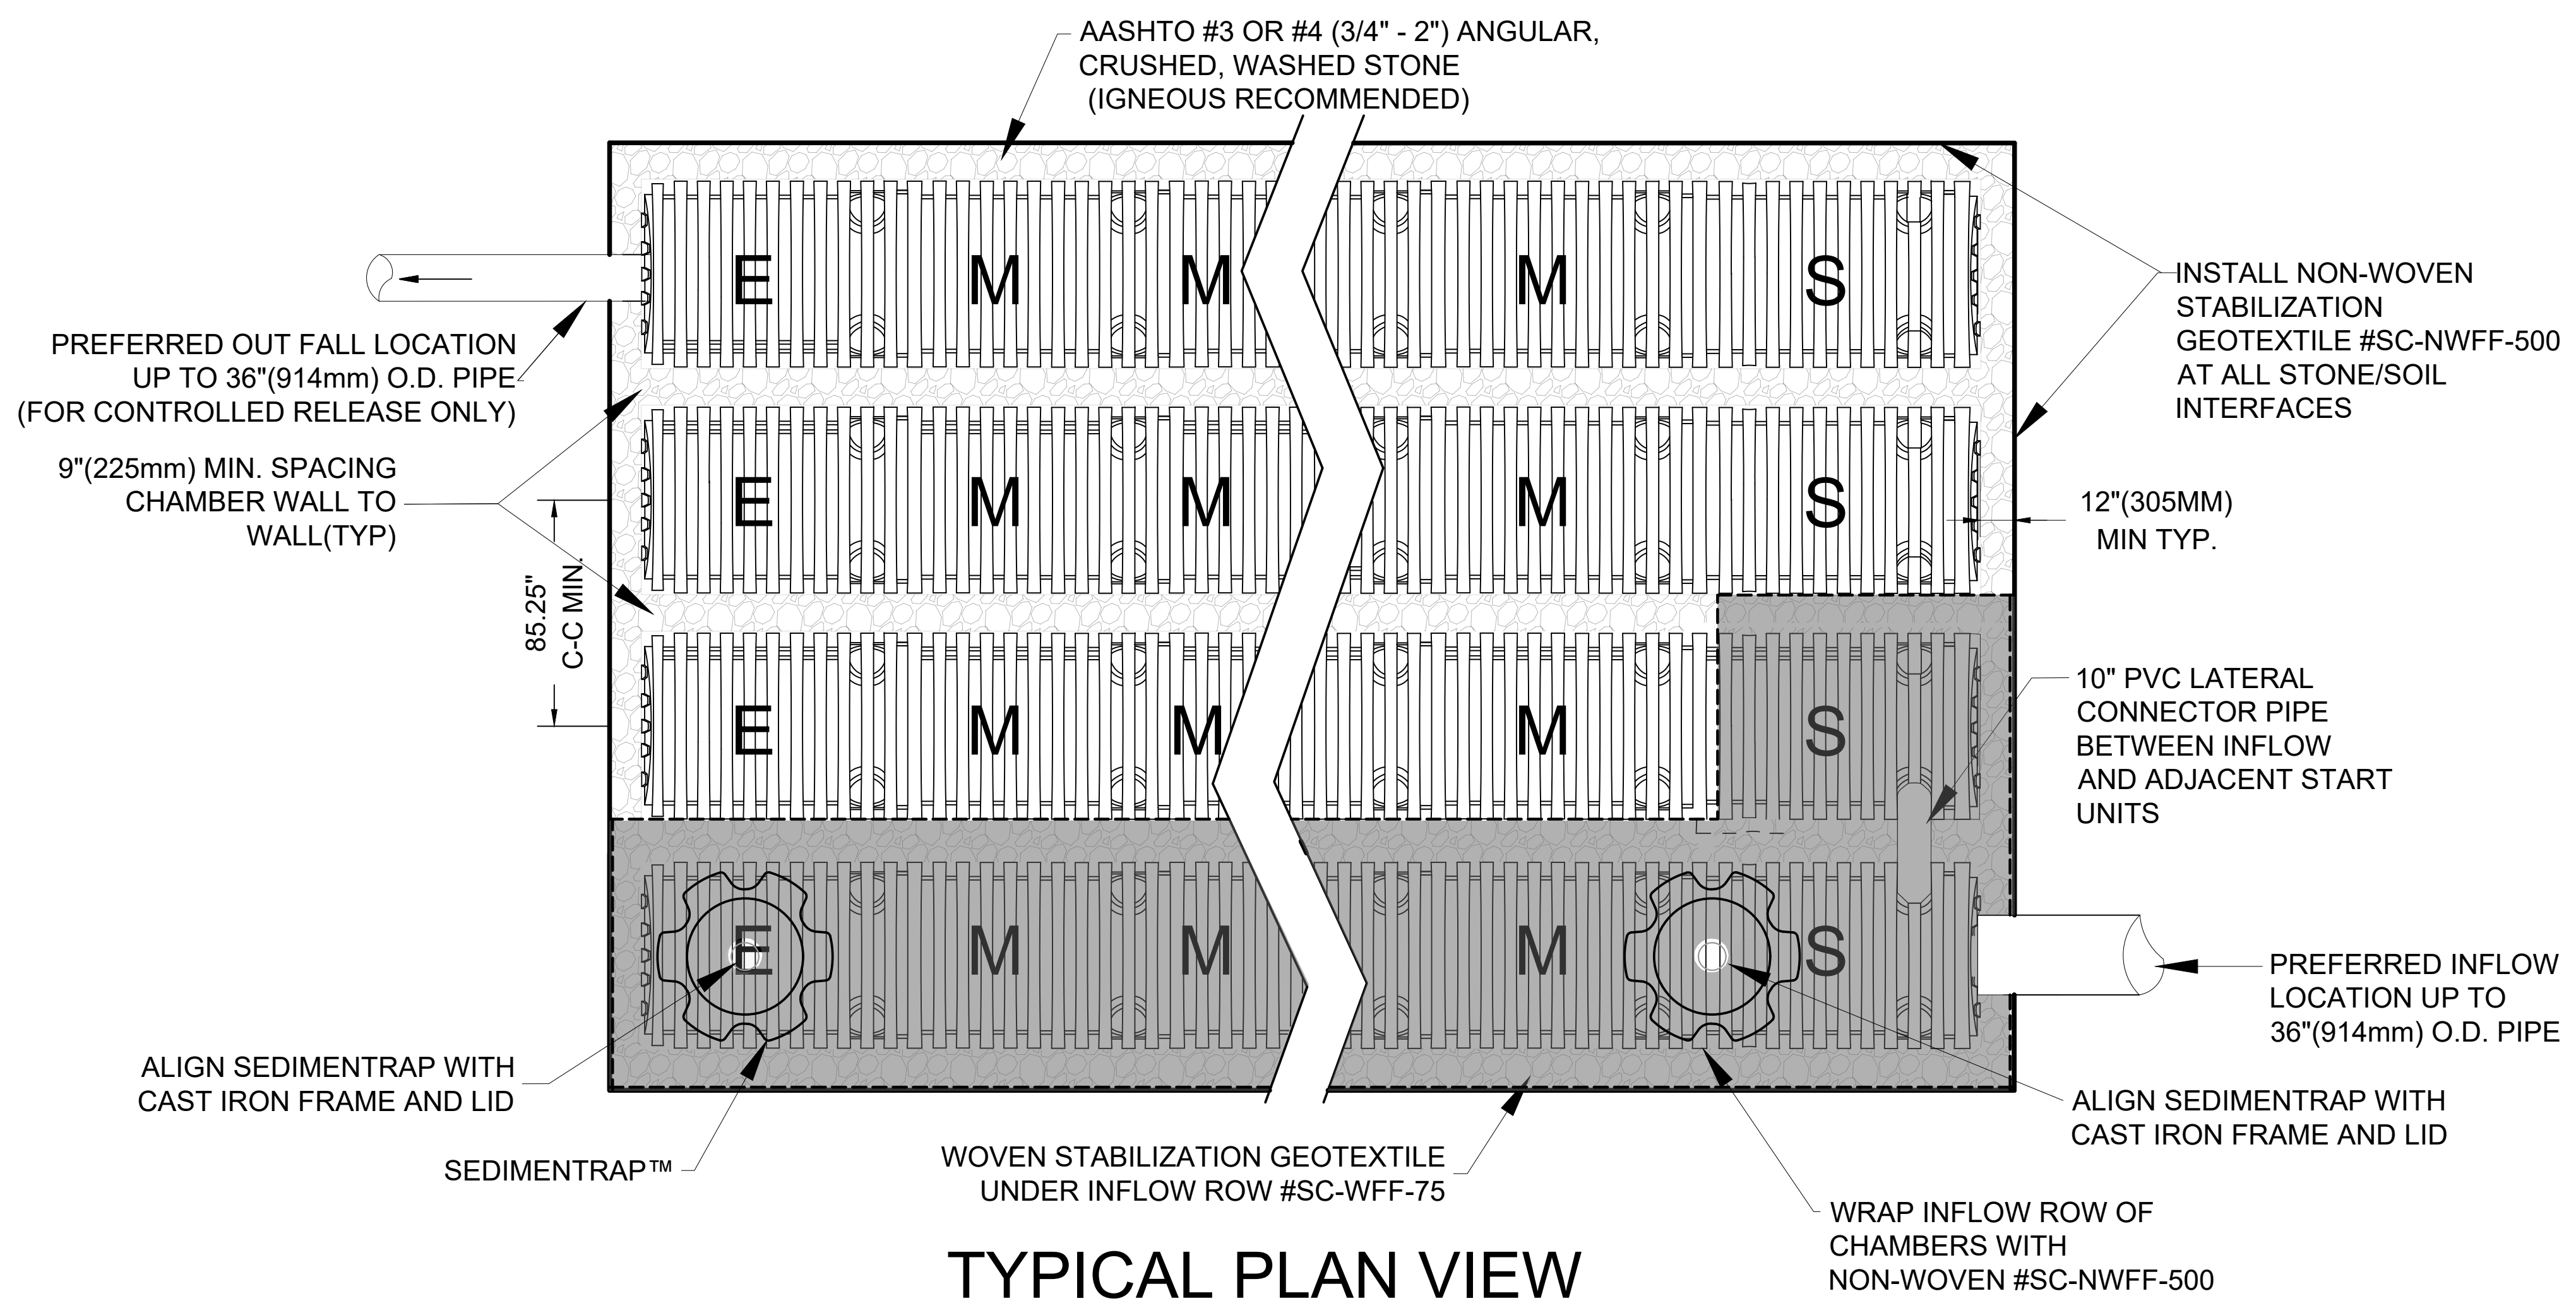 AASHTO #3 OR #4 (3/4" - 2") ANGULAR,
CRUSHED, WASHED STONE
(IGNEOUS RECOMMENDED)
E M M M S
PREFERRED OUT FALL LOCATION
UP TO 36"(914mm) O.D. PIPE
(FOR CONTROLLED RELEASE ONLY)
INSTALL NON-WOVEN
STABILIZATION
GEOTEXTILE #SC-NWFF-500
AT ALL STONE/SOIL
INTERFACES
9"(225mm) MIN. SPACING
CHAMBER WALL TO
WALL(TYP)
E M M M S
12"(305MM)
MIN TYP.
85.25"
C-C MIN.
E M M M S
10" PVC LATERAL
CONNECTOR PIPE
BETWEEN INFLOW
AND ADJACENT START
UNITS
E M M M S
PREFERRED INFLOW
LOCATION UP TO
36"(914mm) O.D. PIPE
ALIGN SEDIMENTRAP WITH
CAST IRON FRAME AND LID
SEDIMENTRAP™
WOVEN STABILIZATION GEOTEXTILE
UNDER INFLOW ROW #SC-WFF-75
ALIGN SEDIMENTRAP WITH
CAST IRON FRAME AND LID
WRAP INFLOW ROW OF
CHAMBERS WITH
NON-WOVEN #SC-NWFF-500
TYPICAL PLAN VIEW